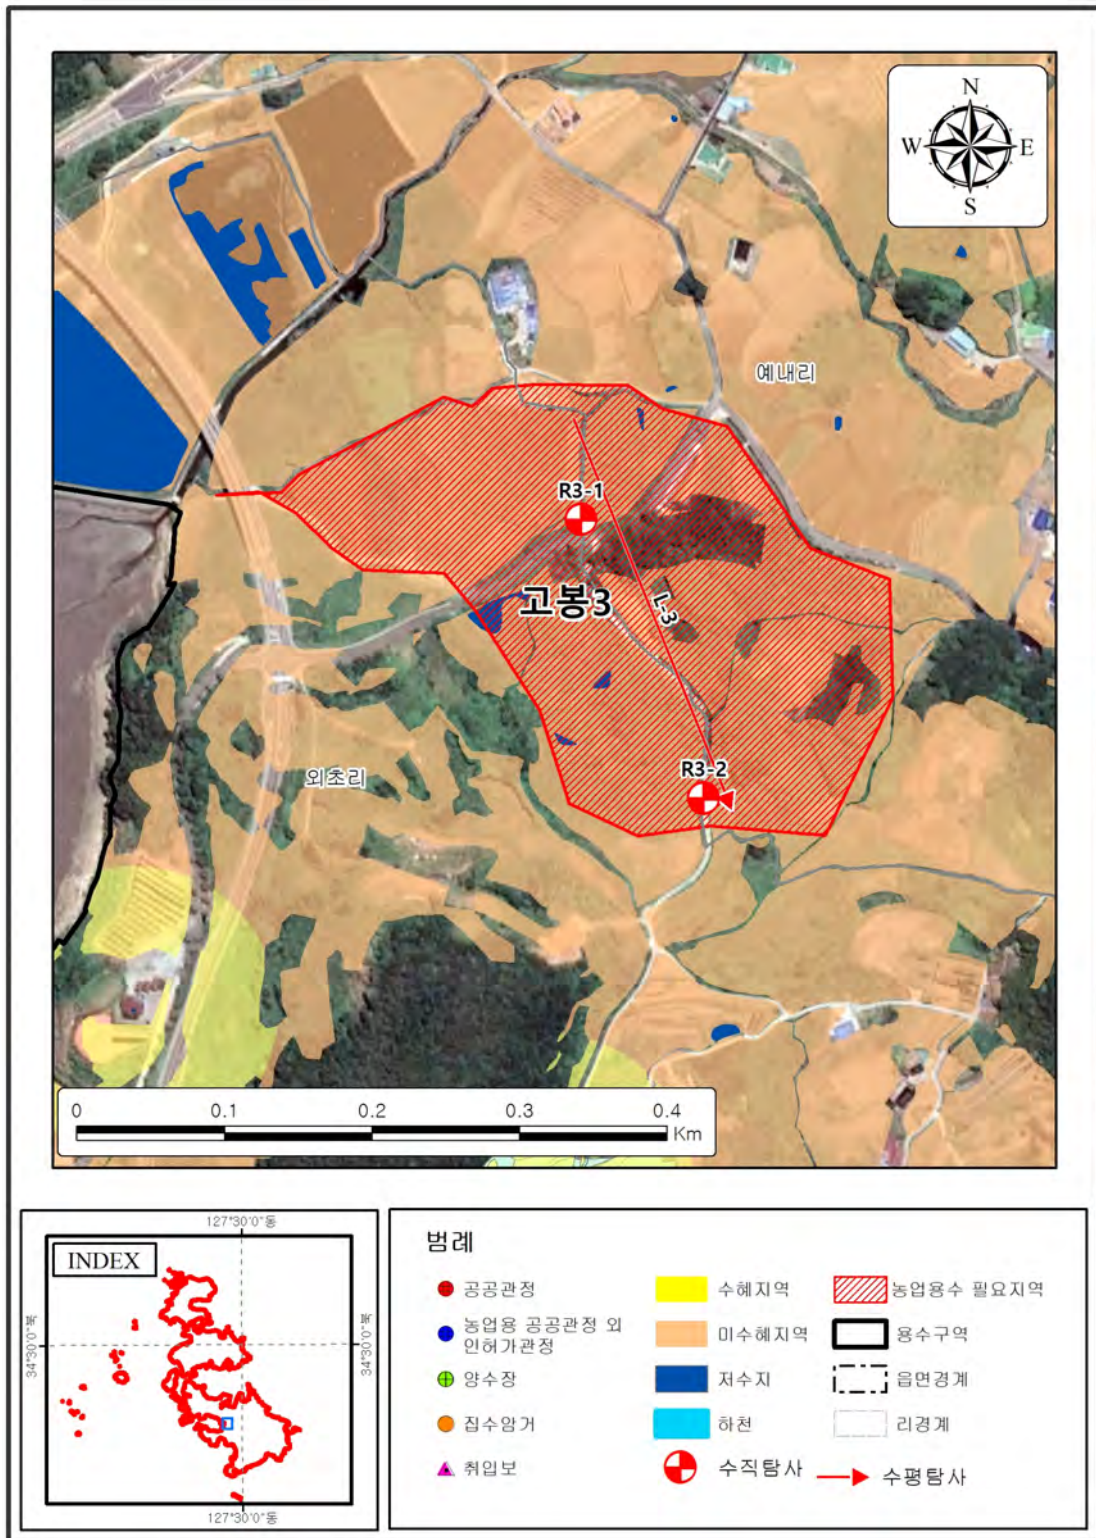 N
W E
S
예내리
R3-1
고봉3
L-3
R3-2
외초리
0 0.1 0.2 0.3 0.4
Km
127°30'0"동
INDEX
34°30'0"북
34°30'0"북
127°30'0"동
범례
공공관정
농업용 공공관정 외
인허가관정
양수장
집수암거
취입보
수혜지역
미수혜지역
저수지
하천
수직탐사
농업용수 필요지역
용수구역
읍면경계
리경계
수평탐사